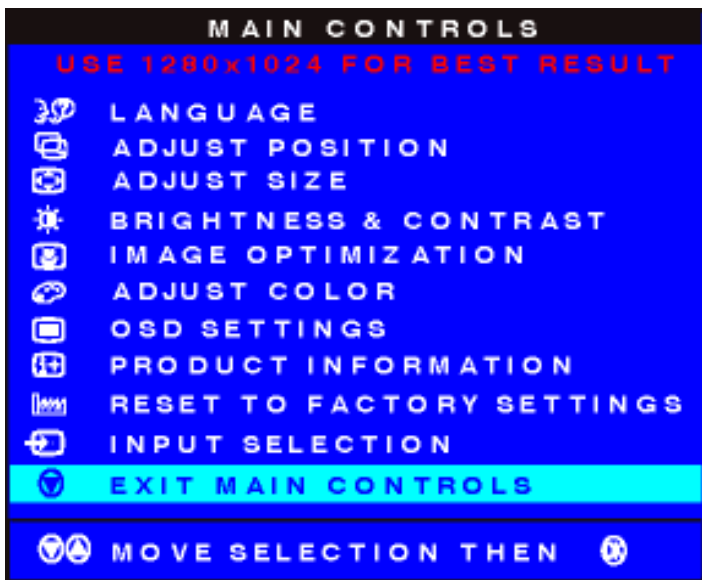 MAIN CONTROLS
USE 1280x1024 FOR BEST RESULT
LANGUAGE
ADJUST POSITION
ADJUST SIZE
BRIGHTNESS & CONTRAST
IMAGE OPTIMIZATION
ADJUST COLOR
OSD SETTINGS
PRODUCT INFORMATION
RESET TO FACTORY SETTINGS
INPUT SELECTION
EXIT MAIN CONTROLS
MOVE SELECTION THEN OK